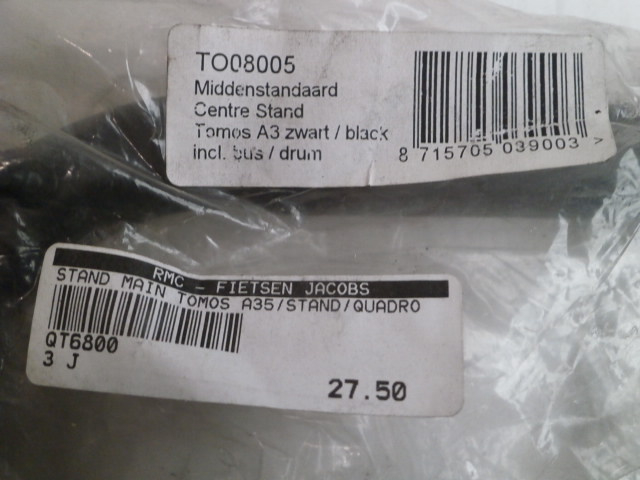 TO08005
Middenstandaard
Centre Stand
Tomos A3 zwart / black
incl. bus / drum
8 715705 039003 >
RMC - FIETSEN JACOBS
STAND MAIN TOMOS A35/STAND/QUADRO
QT6800
3 J
27.50